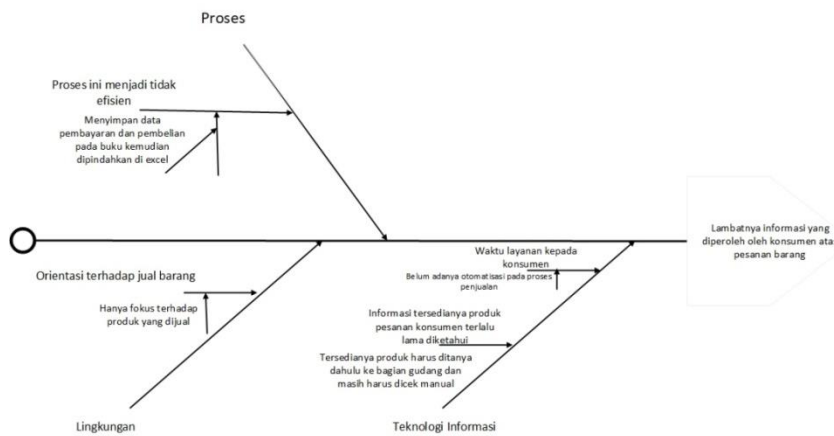 Proses
Proses ini menjadi tidak
efisien
Menyimpan data
pembayaran dan pembelian
pada buku kemudian
dipindahkan di excel
Lambatnya informasi yang
diperoleh oleh konsumen ata
pesanan barang
Orientasi terhadap jual barang
Hanya fokus terhadap
produk yang dijual
Lingkungan
Waktu layanan kepada
konsumen
Belum adanya otomatisasi pada proses
penjualan
Informasi tersedianya produk
pesanan konsumen terlalu
lama diketahui
Tersedianya produk harus ditanya
dahulu ke bagian gudang dan
masih harus dicek manual
Teknologi Informasi